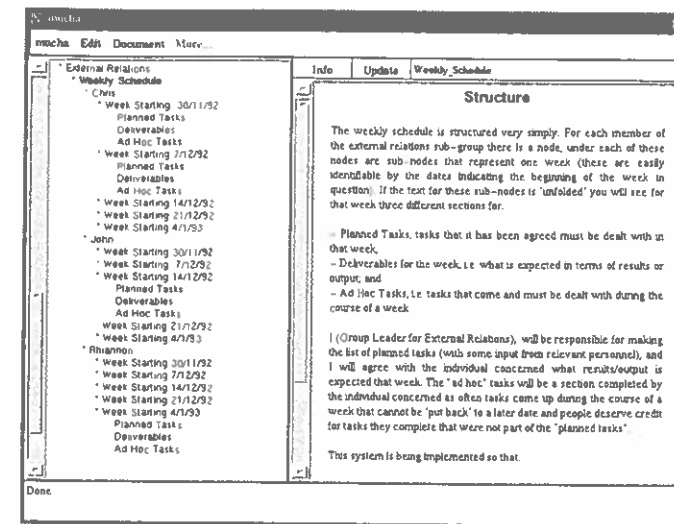 mucha
mucha Edit Document More...
* External Relations
* Weekly Schedule
* Chris
* Week Starting 30/11/92
Planned Tasks
Deliverables
Ad Hoc Tasks
* Week Starting 7/12/92
Planned Tasks
Deliverables
Ad Hoc Tasks
* Week Starting 14/12/92
* Week Starting 21/12/92
* Week Starting 4/1/93
* John
* Week Starting 30/11/92
* Week Starting 7/12/92
* Week Starting 14/12/92
Planned Tasks
Deliverables
Ad Hoc Tasks
Week Starting 21/12/92
* Week Starting 4/1/93
* Rhiannon
* Week Starting 30/11/92
* Week Starting 7/12/92
* Week Starting 14/12/92
* Week Starting 21/12/92
* Week Starting 4/1/93
Planned Tasks
Deliverables
Ad Hoc Tasks
Info Update Weekly_Schedule
Structure
The weekly schedule is structured very simply. For each member of
the external relations sub-group there is a node, under each of these
nodes are sub-nodes that represent one week (these are easily
identifiable by the dates indicating the beginning of the week in
question). If the text for these sub-nodes is "unfolded" you will see for
that week three different sections for.
- Planned Tasks, tasks that it has been agreed must be dealt with in
that week,
- Deliverables for the week, i.e. what is expected in terms of results or
output; and
- Ad Hoc Tasks, i.e. tasks that come and must be dealt with during the
course of a week
I (Group Leader for External Relations), will be responsible for making
the list of planned tasks (with some input from relevant personnel), and
I will agree with the individual concerned what results/output is
expected that week. The "ad hoc" tasks will be a section completed by
the individual concerned as often tasks come up during the course of a
week that cannot be "put back" to a later date and people deserve credit
for tasks they complete that were not part of the "planned tasks".
This system is being implemented so that.
Done